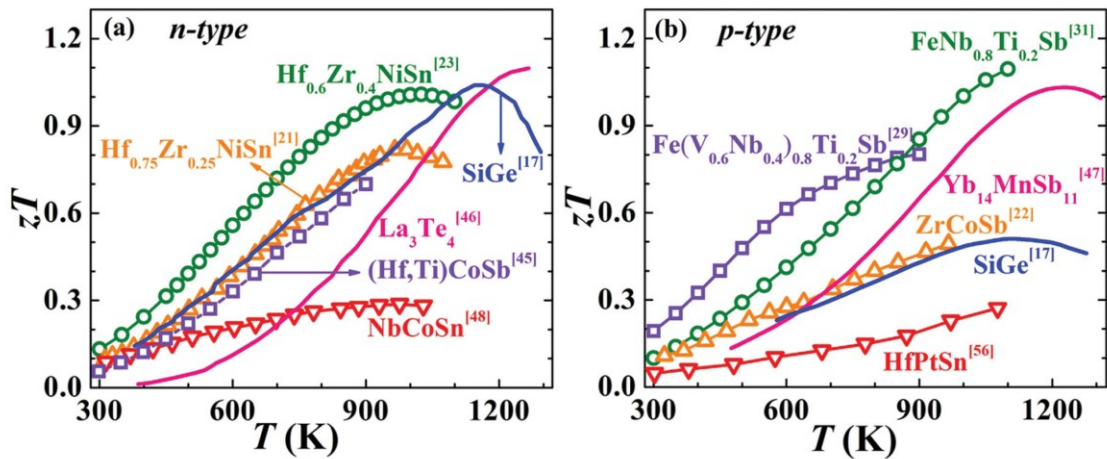 (a) n-type
1.2
0.9
0.6
0.3
0.0
zT
Hf0.6Zr0.4NiSn[23]
Hf0.75Zr0.25NiSn[21]
SiGe[17]
La3Te4[46]
(Hf,Ti)CoSb[45]
NbCoSn[48]
300 600 900 1200
T (K)
(b) p-type
1.2
0.9
0.6
0.3
0.0
FeNb0.8Ti0.2Sb[31]
Fe(V0.6Nb0.4)0.8Ti0.2Sb[29]
Yb14MnSb11[47]
ZrCoSb[22]
SiGe[17]
HfPtSn[56]
300 600 900 1200
T (K)